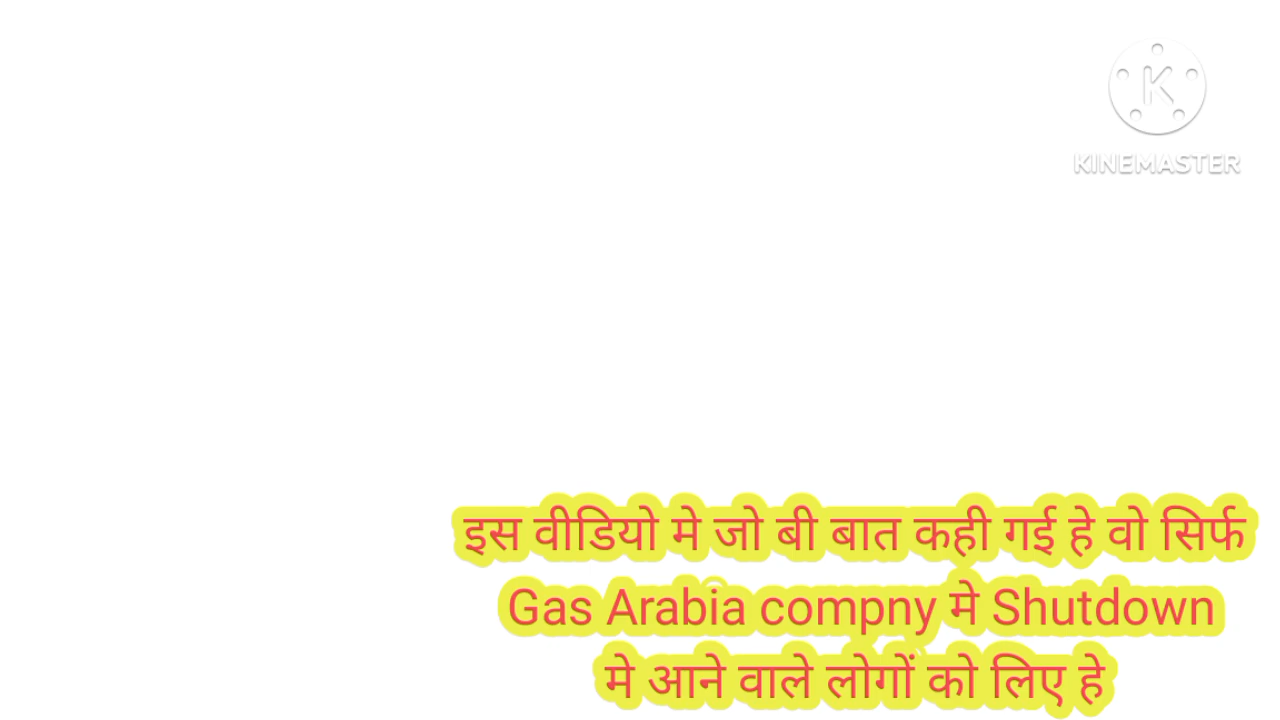 KINEMASTER
इस वीडियो मे जो बी बात कही गई हे वो सिर्फ
Gas Arabia compny मे Shutdown
मे आने वाले लोगों को लिए हे